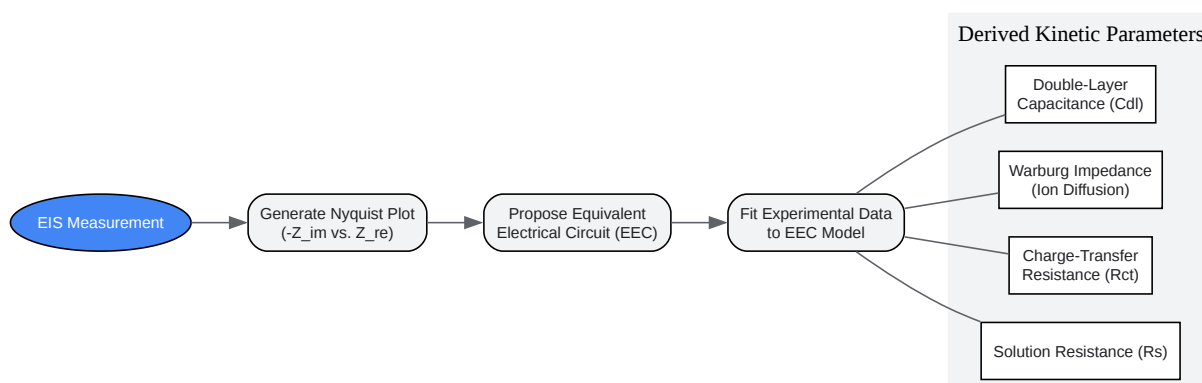 EIS Measurement
Generate Nyquist Plot
(-Z_im vs. Z_re)
Propose Equivalent
Electrical Circuit (EEC)
Fit Experimental Data
to EEC Model
Derived Kinetic Parameters
Double-Layer
Capacitance (Cdl)
Warburg Impedance
(Ion Diffusion)
Charge-Transfer
Resistance (Rct)
Solution Resistance (Rs)